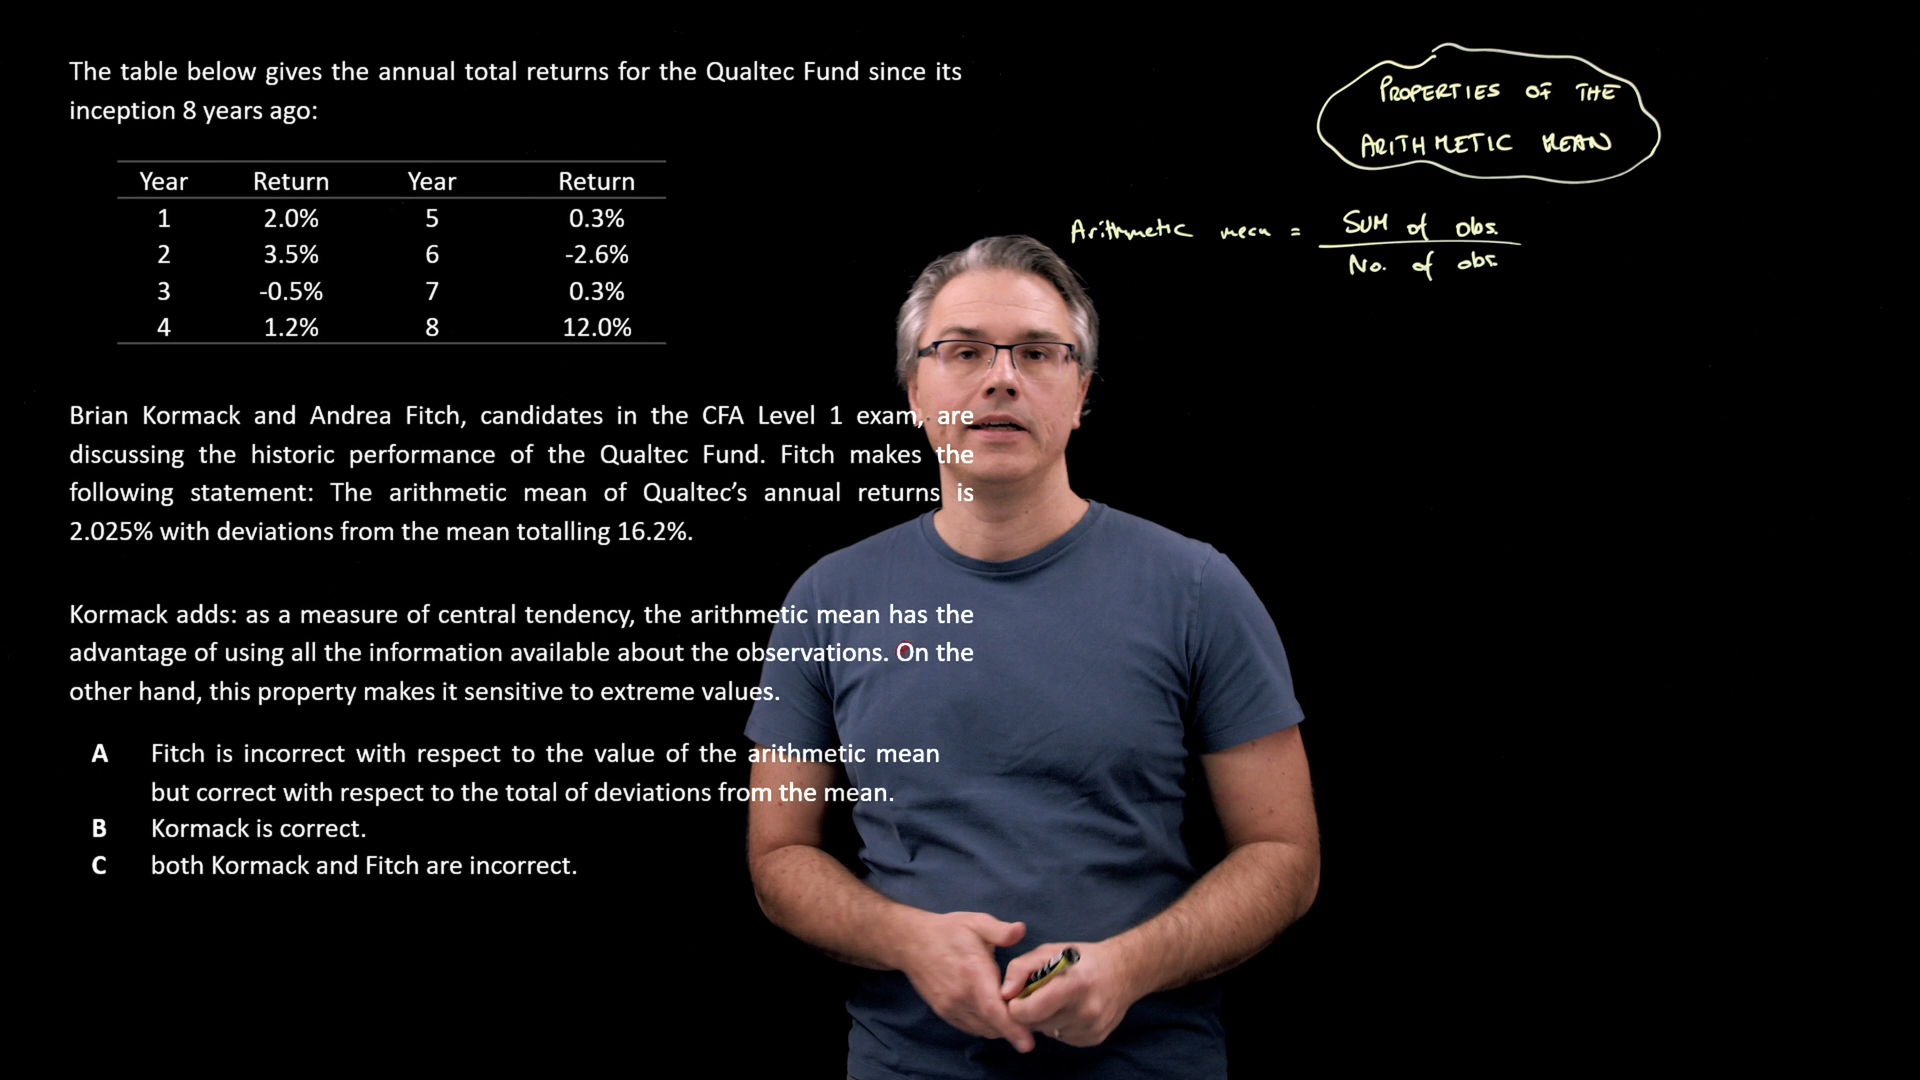 The table below gives the annual total returns for the Qualtec Fund since its
inception 8 years ago:
Year Return Year Return
1 2.0% 5 0.3%
2 3.5% 6 -2.6%
3 -0.5% 7 0.3%
4 1.2% 8 12.0%
Brian Kormack and Andrea Fitch, candidates in the CFA Level 1 exam, are
discussing the historic performance of the Qualtec Fund. Fitch makes the
following statement: The arithmetic mean of Qualtec’s annual returns is
2.025% with deviations from the mean totalling 16.2%.
Kormack adds: as a measure of central tendency, the arithmetic mean has the
advantage of using all the information available about the observations. On the
other hand, this property makes it sensitive to extreme values.
A Fitch is incorrect with respect to the value of the arithmetic mean
but correct with respect to the total of deviations from the mean.
B Kormack is correct.
C both Kormack and Fitch are incorrect.
PROPERTIES OF THE
ARITHMETIC MEAN
Arithmetic mean = SUM of obs.
No. of obs.